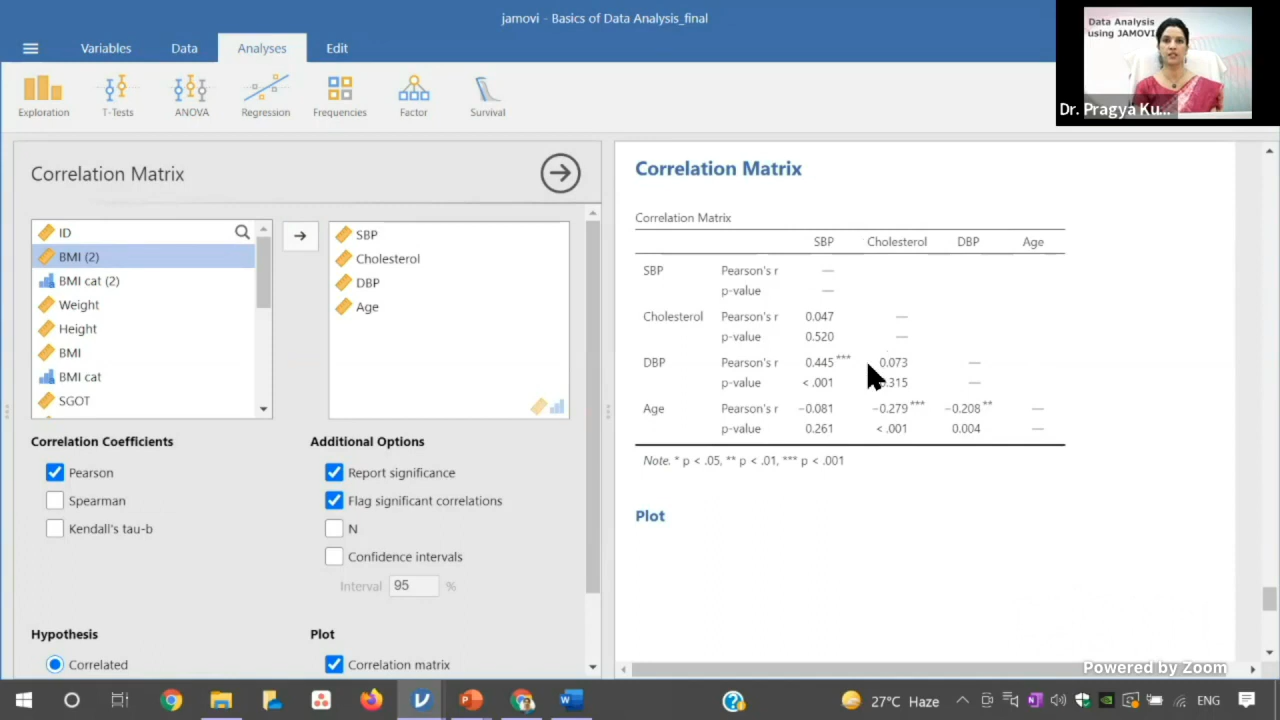 jamovi - Basics of Data Analysis_final
Data Analysis
using JAMOVI
Dr. Pragya Ku...
Variables Data Analyses Edit
Exploration T-Tests ANOVA Regression Frequencies Factor Survival
Correlation Matrix
ID
BMI (2)
BMI cat (2)
Weight
Height
BMI
BMI cat
SGOT
SBP
Cholesterol
DBP
Age
Correlation Coefficients
Pearson
Spearman
Kendall's tau-b
Additional Options
Report significance
Flag significant correlations
N
Confidence intervals
Interval 95 %
Hypothesis
Correlated
Plot
Correlation matrix
Correlation Matrix
Correlation Matrix
SBP Cholesterol DBP Age
SBP Pearson's r —
p-value —
Cholesterol Pearson's r 0.047 —
p-value 0.520 —
DBP Pearson's r 0.445 *** 0.073 —
p-value < .001 .315 —
Age Pearson's r −0.081 −0.279 *** −0.208 ** —
p-value 0.261 < .001 0.004 —
Note. * p < .05, ** p < .01, *** p < .001
Plot
Powered by Zoom
27°C Haze ENG